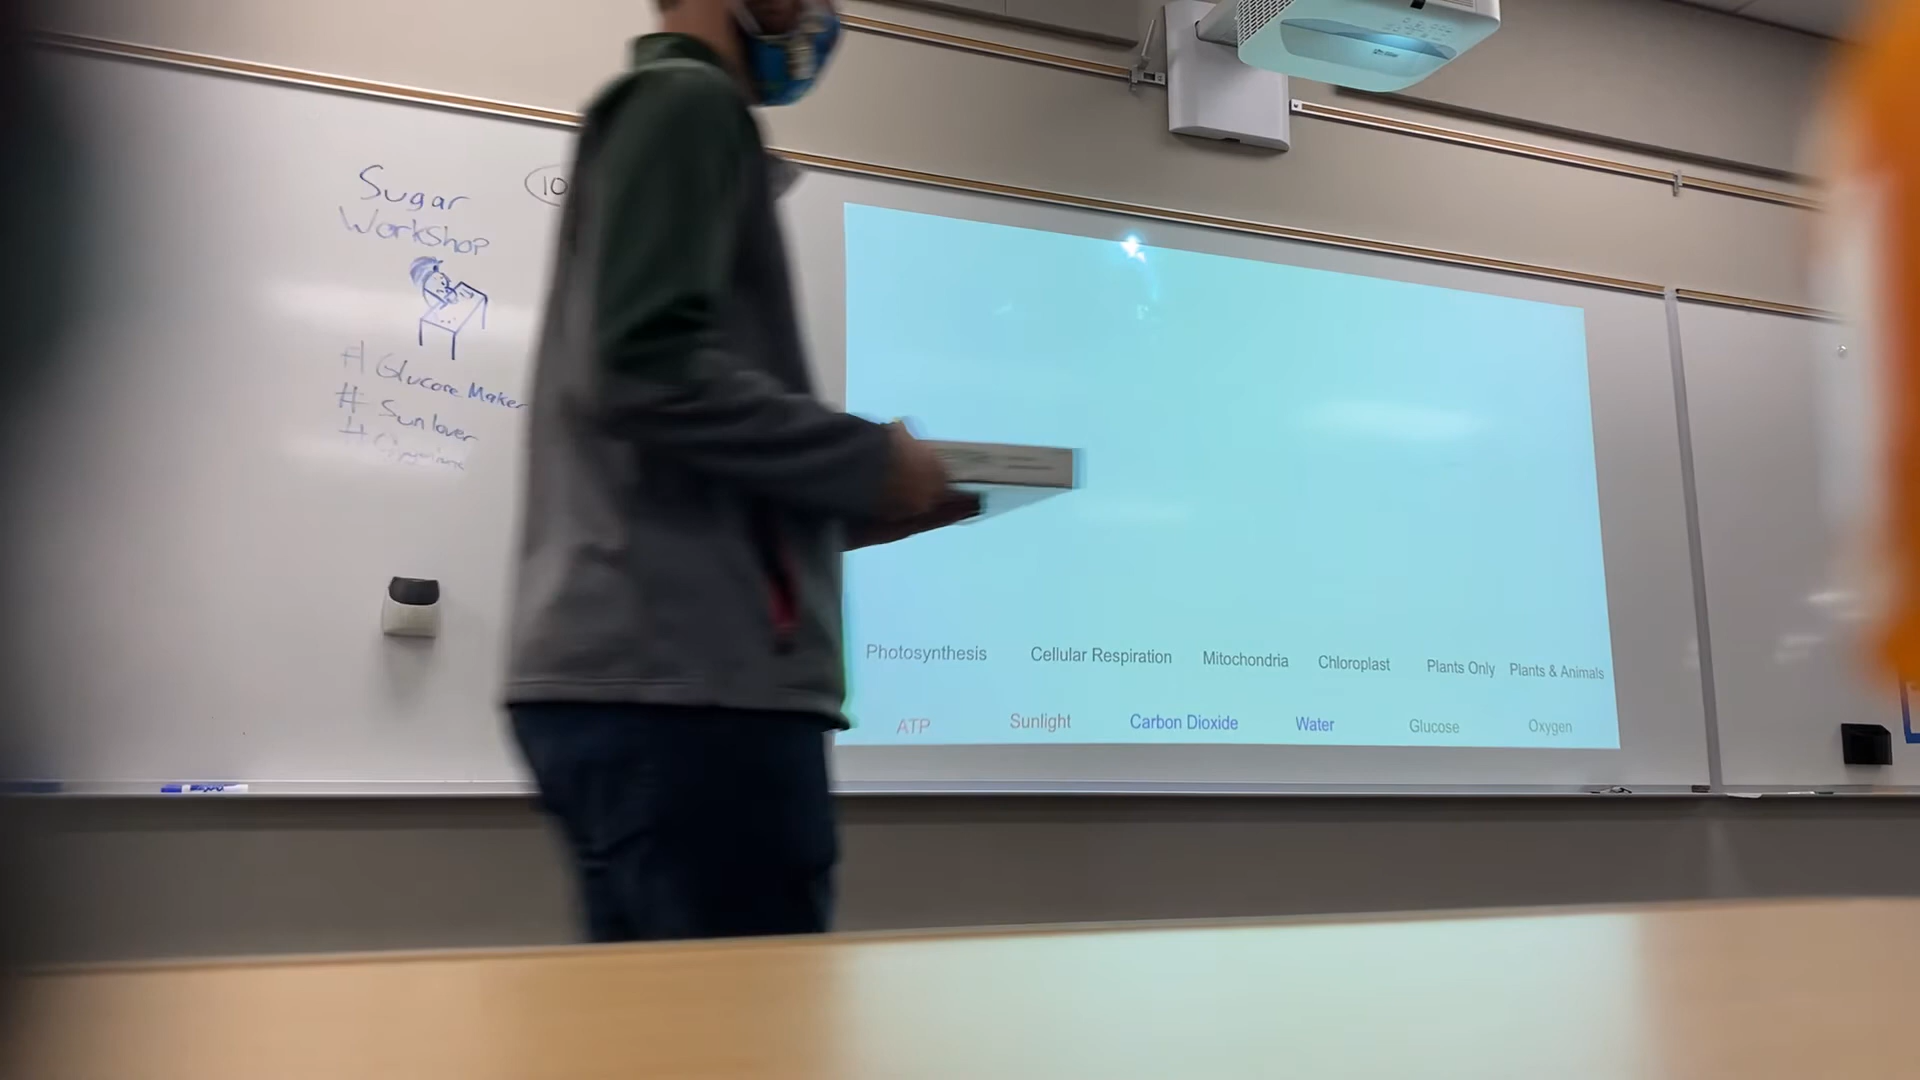 Sugar
Workshop
10
# Glucose Maker
# Sun lover
#
Photosynthesis Cellular Respiration Mitochondria Chloroplast Plants Only Plants & Animals
ATP Sunlight Carbon Dioxide Water Glucose Oxygen